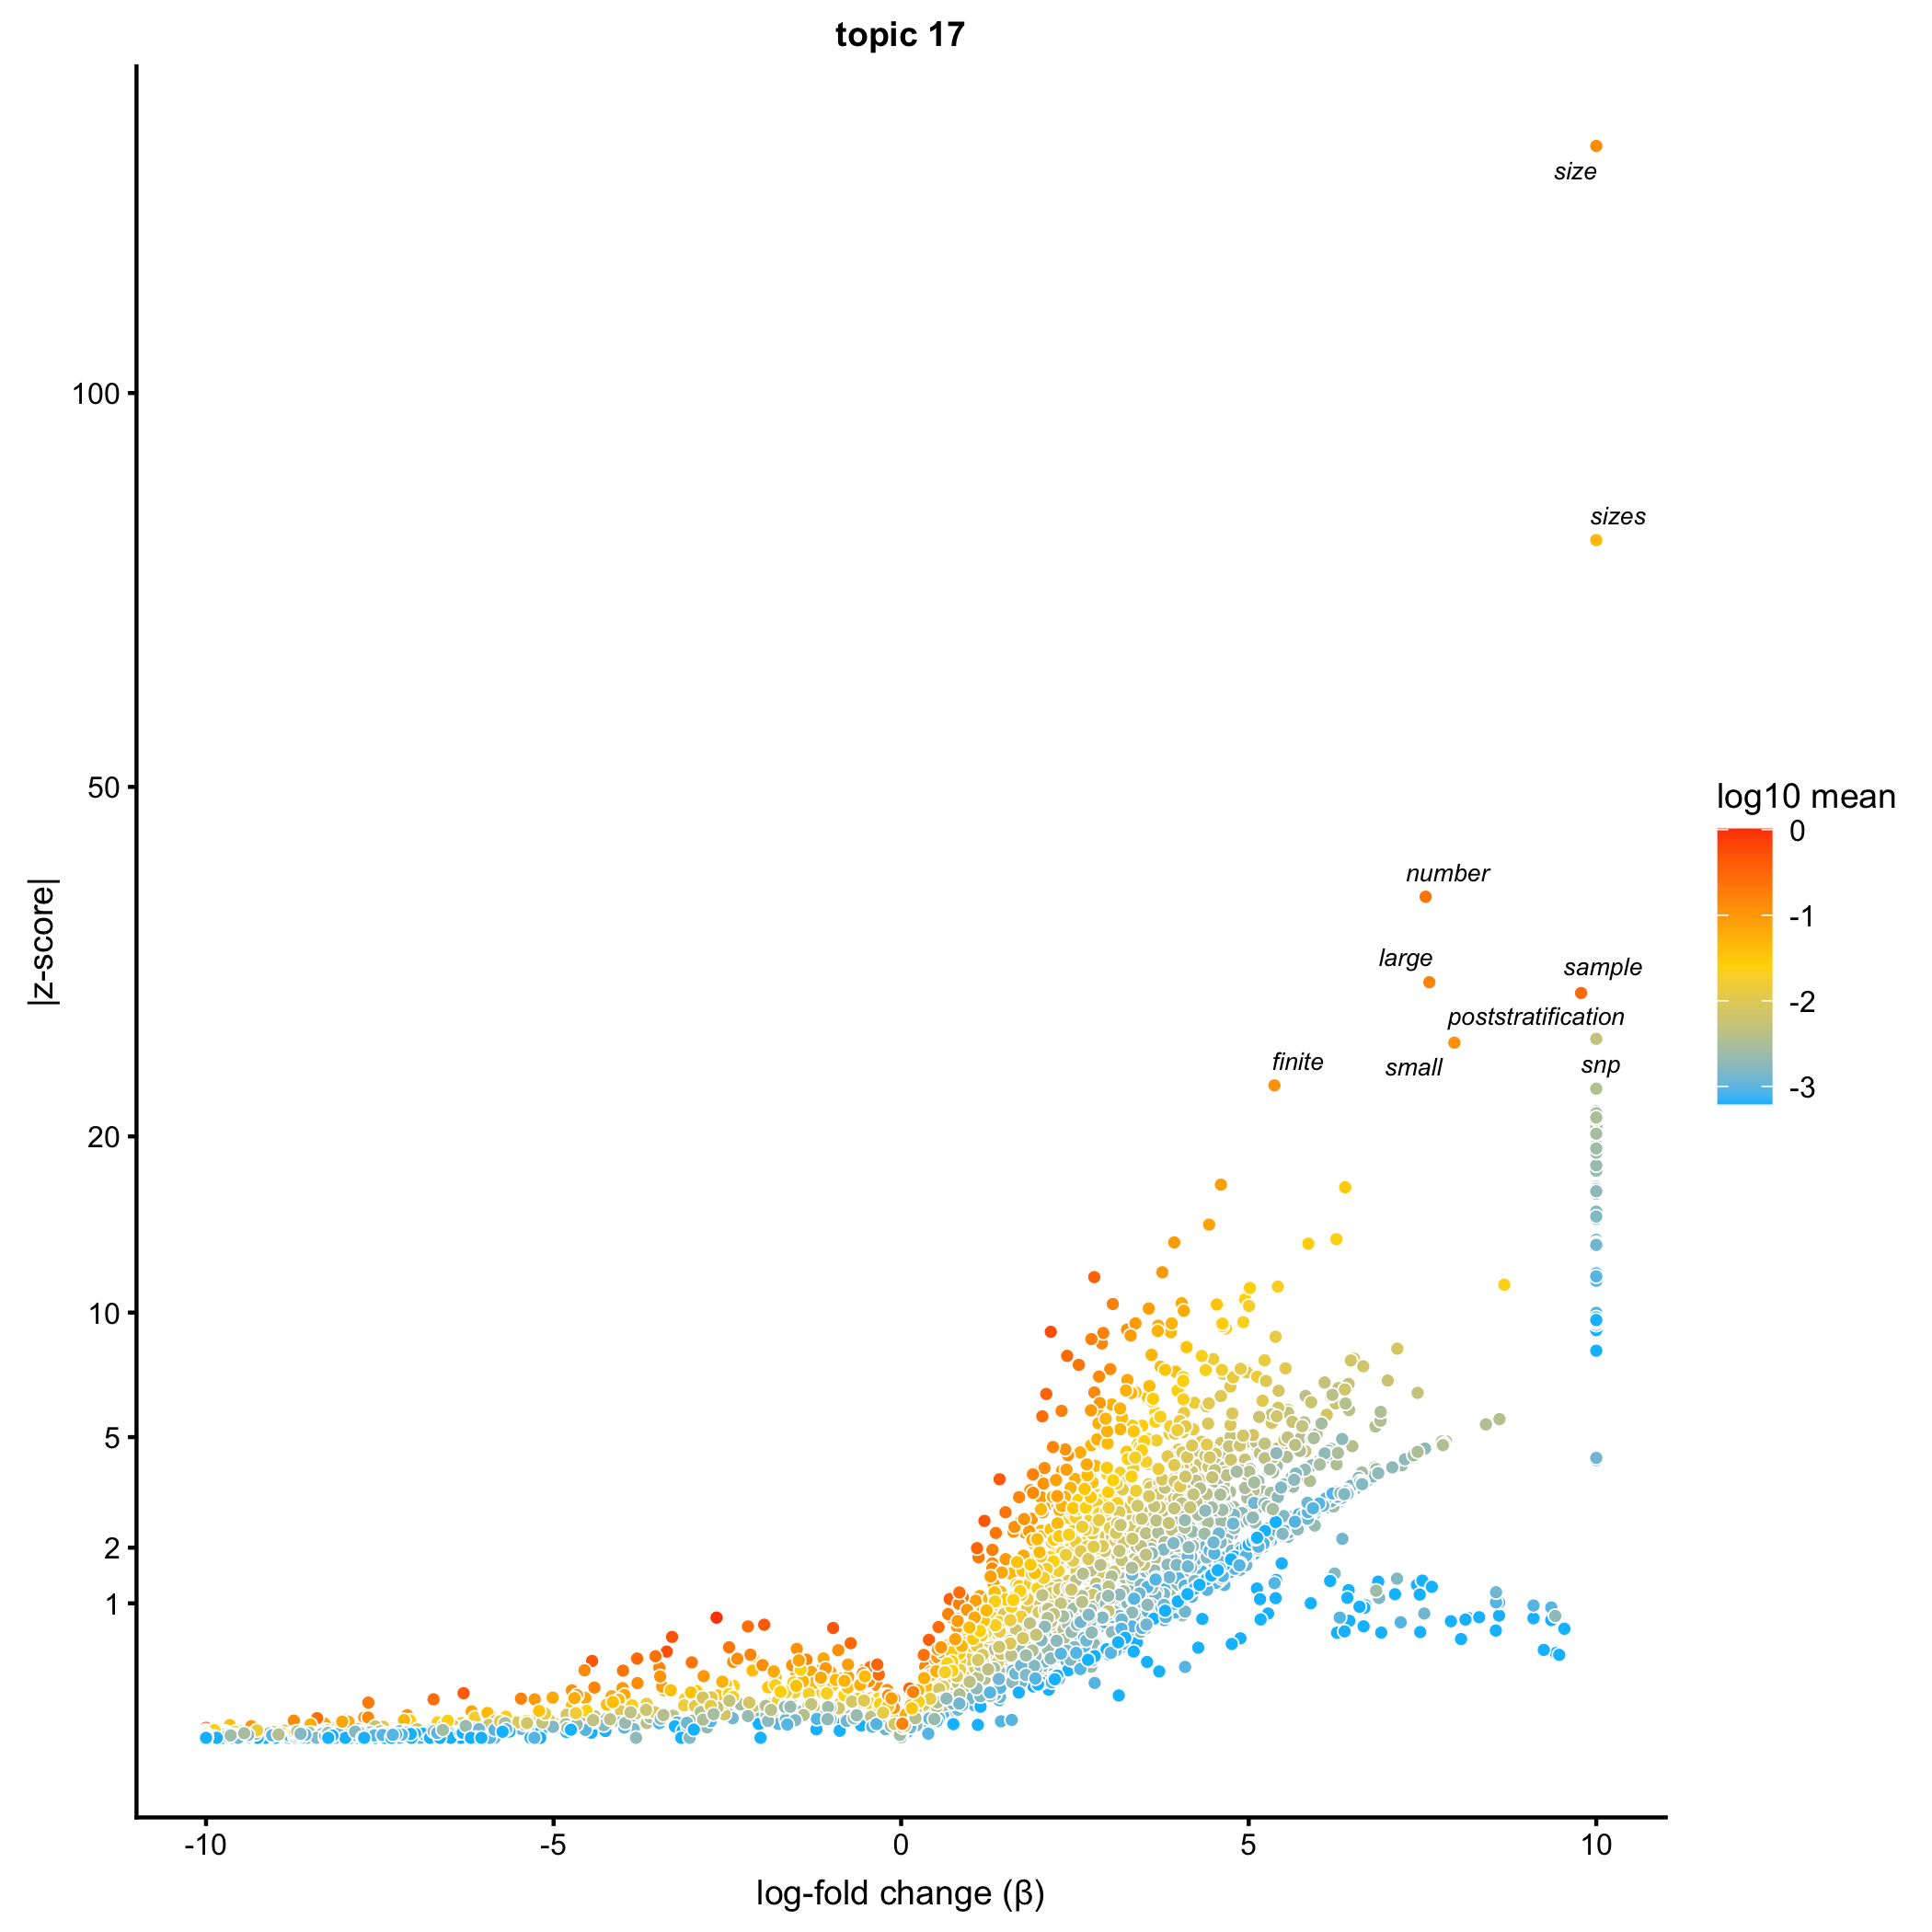 topic 17
size
100
sizes
50
log10 mean
0
-1
-2
-3
|z-score|
number
large
sample
poststratification
finite
small
snp
20
10
5
2
1
-10
-5
0
5
10
log-fold change (β)